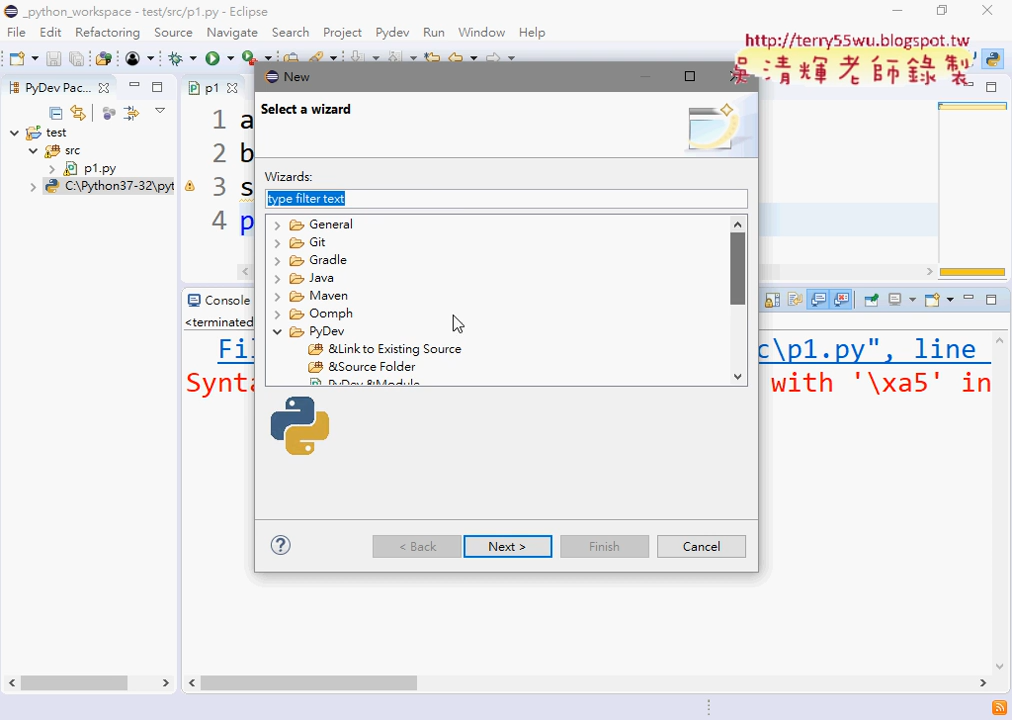 _python_workspace - test/src/p1.py - Eclipse
File Edit Refactoring Source Navigate Search Project Pydev Run Window Help
http://terry55wu.blogspot.tw
吳清輝老師錄製
PyDev Pac...
p1
New
Select a wizard
test
src
p1.py
C:\Python37-32\pyt
1 a
2 b
3 s
4 p
Wizards:
type filter text
General
Git
Gradle
Java
Maven
Oomph
PyDev
&Link to Existing Source
&Source Folder
PyDev &Module
Console
<terminated
Fi c\p1.py", line
Synta with '\xa5' in
< Back Next > Finish Cancel